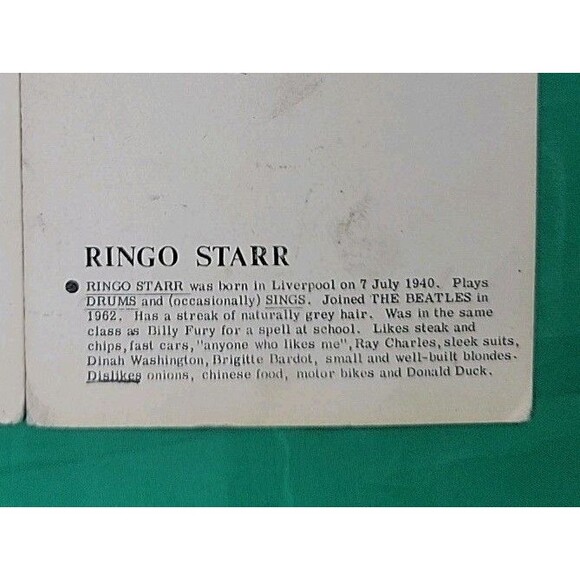 RINGO STARR
RINGO STARR was born in Liverpool on 7 July 1940. Plays
DRUMS and (occasionally) SINGS. Joined THE BEATLES in
1962. Has a streak of naturally grey hair. Was in the same
class as Billy Fury for a spell at school. Likes steak and
chips, fast cars, "anyone who likes me", Ray Charles, sleek suits,
Dinah Washington, Brigitte Bardot, small and well-built blondes.
Dislikes onions, chinese food, motor bikes and Donald Duck.